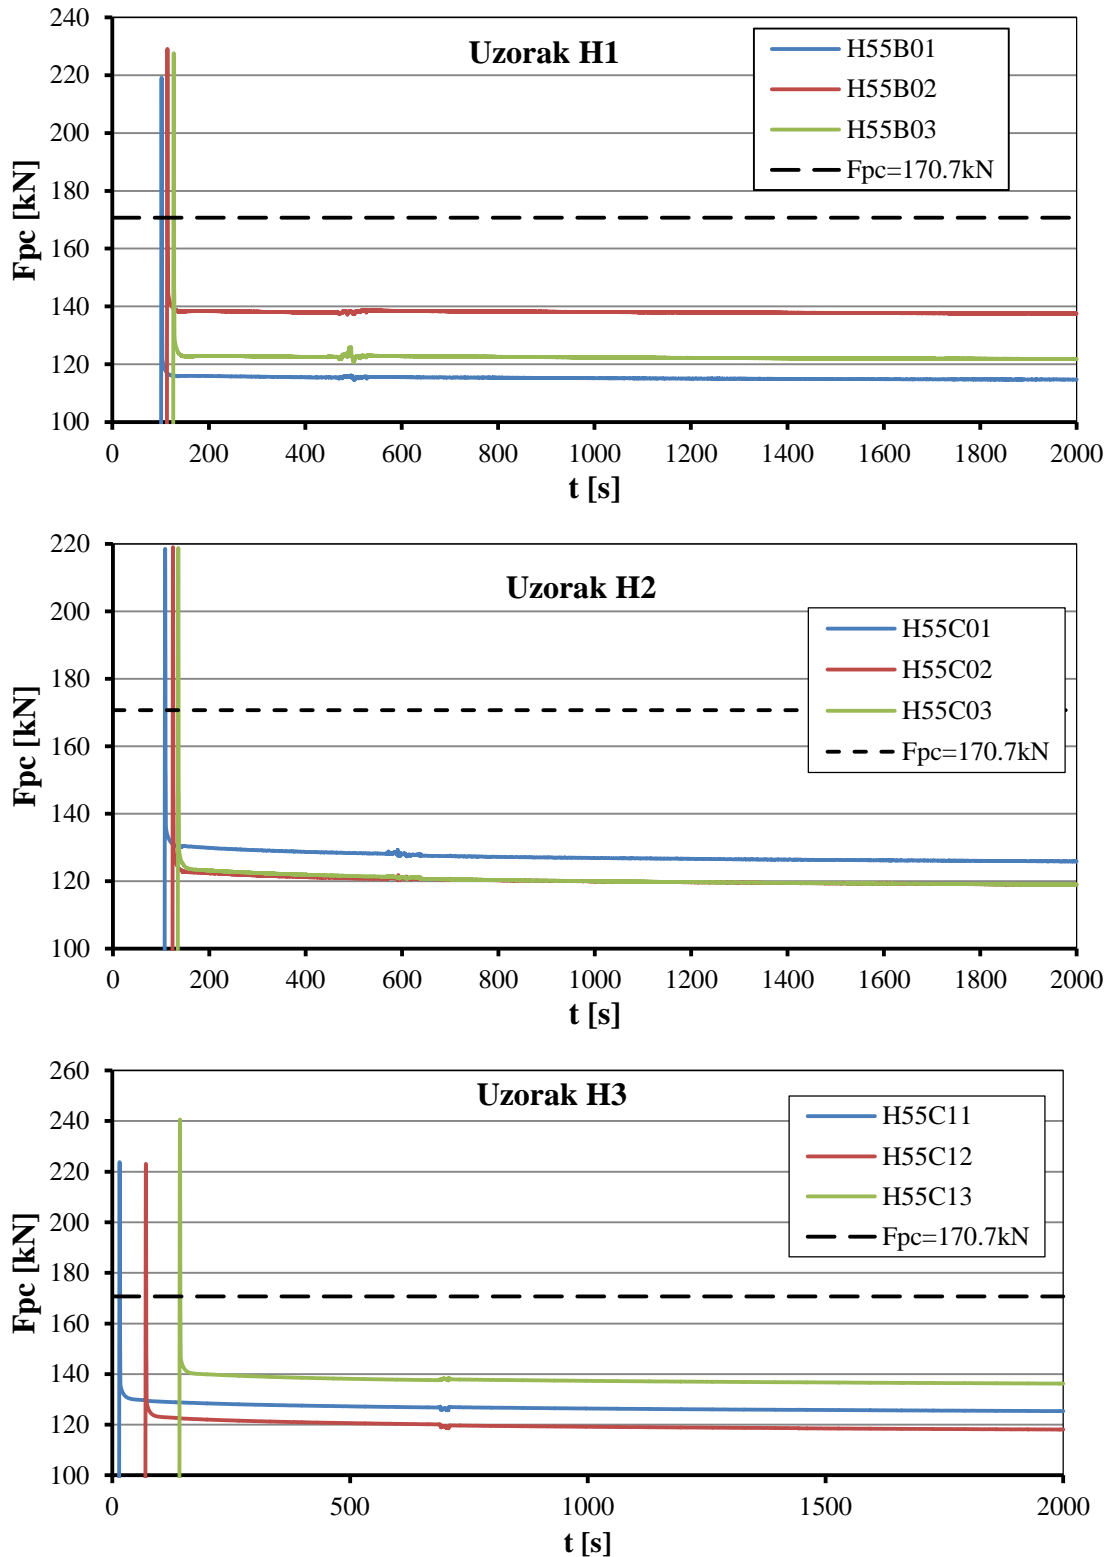 Uzorak H1
H55B01
H55B02
H55B03
Fpc=170.7kN
Fpc [kN]
240
220
200
180
160
140
120
100
0 200 400 600 800 1000 1200 1400 1600 1800 2000
t [s]
Uzorak H2
H55C01
H55C02
H55C03
Fpc=170.7kN
Fpc [kN]
220
200
180
160
140
120
100
0 200 400 600 800 1000 1200 1400 1600 1800 2000
t [s]
Uzorak H3
H55C11
H55C12
H55C13
Fpc=170.7kN
Fpc [kN]
260
240
220
200
180
160
140
120
100
0 500 1000 1500 2000
t [s]